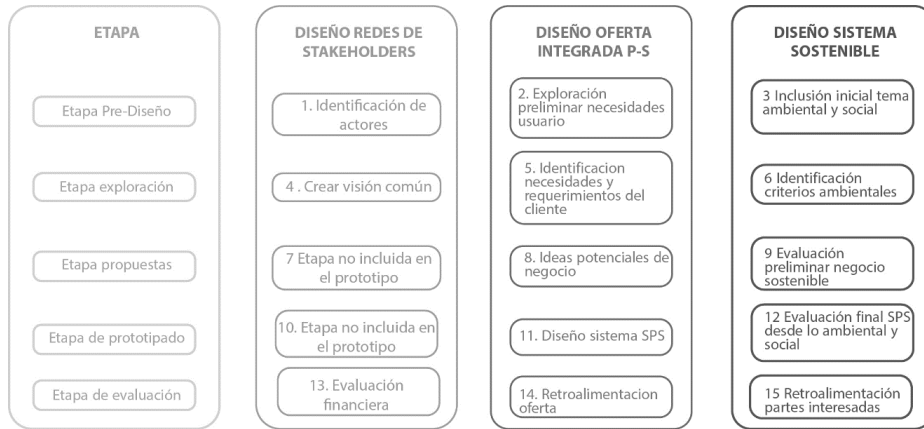 ETAPA
Etapa Pre-Diseño
Etapa exploración
Etapa propuestas
Etapa de prototipado
Etapa de evaluación
DISEÑO REDES DE
STAKEHOLDERS
1. Identificación de
actores
4 . Crear visión común
7 Etapa no incluida en
el prototipo
10. Etapa no incluida en
el prototipo
13. Evaluación
financiera
DISEÑO OFERTA
INTEGRADA P-S
2. Exploración
preliminar necesidades
usuario
5. Identificacion
necesidades y
requerimientos del
cliente
8. Ideas potenciales de
negocio
11. Diseño sistema SPS
14. Retroalimentacion
oferta
DISEÑO SISTEMA
SOSTENIBLE
3 Inclusión inicial tema
ambiental y social
6 Identificación
criterios ambientales
9 Evaluación
preliminar negocio
sostenible
12 Evaluación final SPS
desde lo ambiental y
social
15 Retroalimentación
partes interesadas